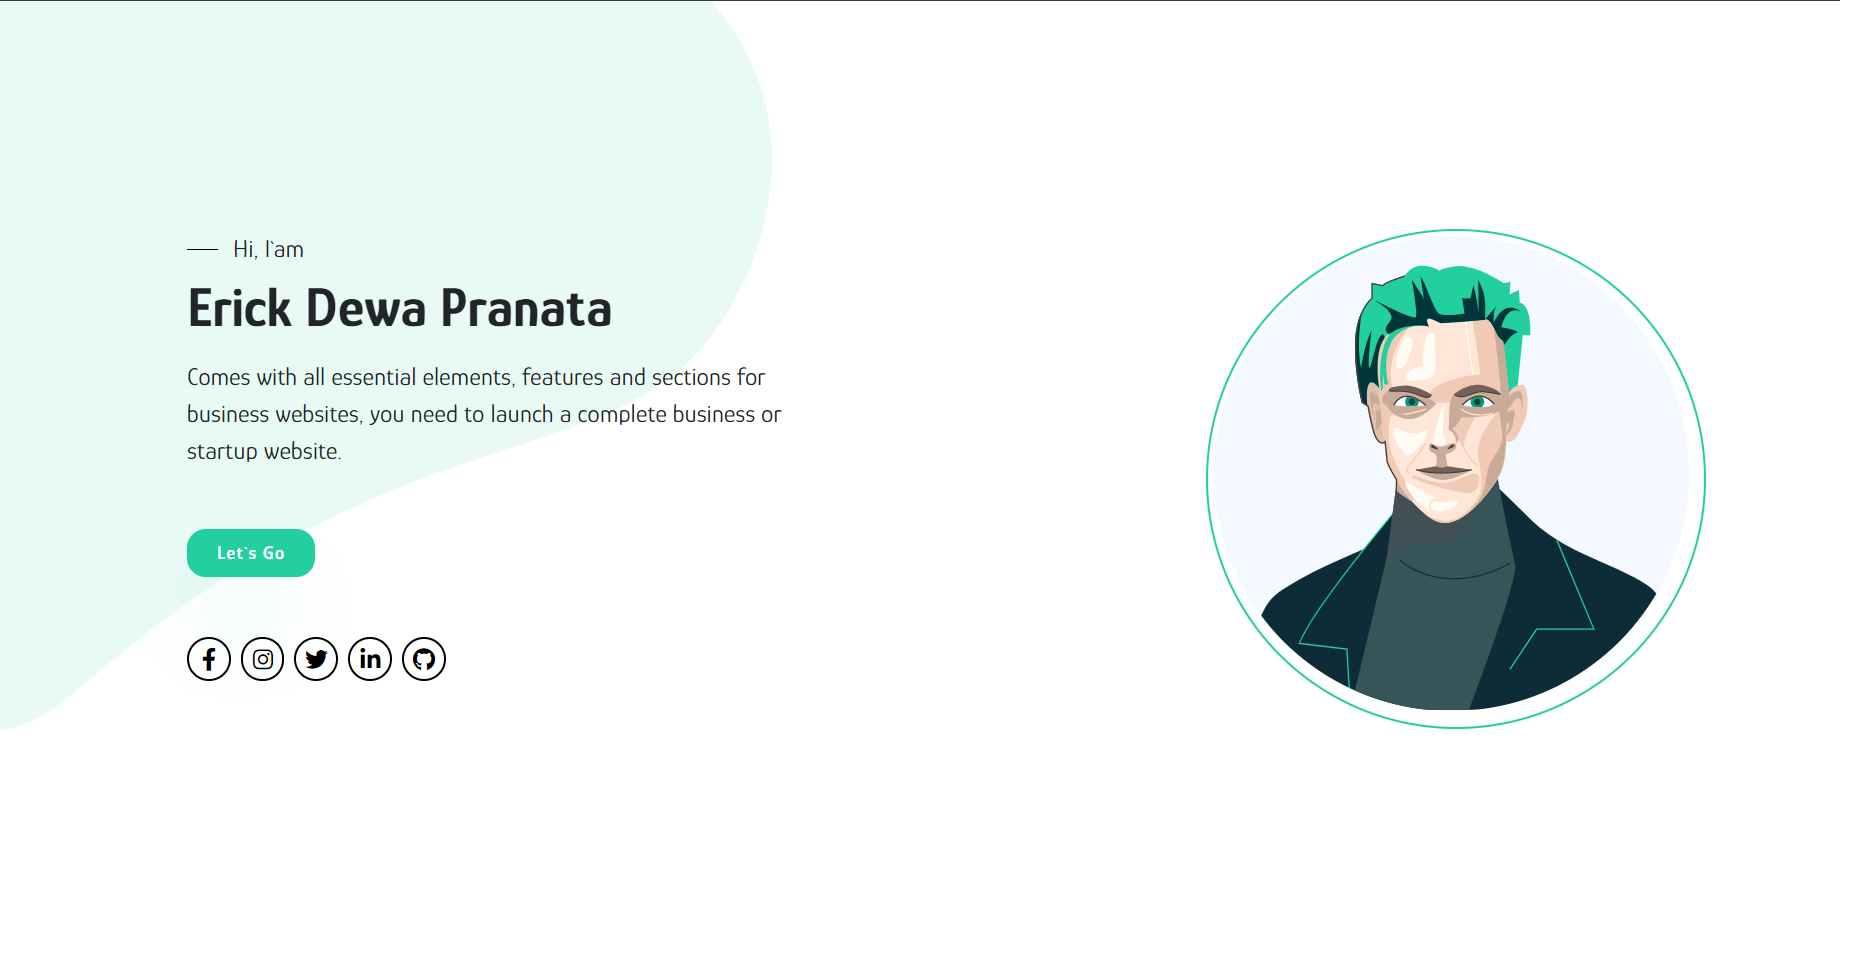 Hi, I`am
Erick Dewa Pranata
Comes with all essential elements, features and sections for
business websites, you need to launch a complete business or
startup website.
Let`s Go